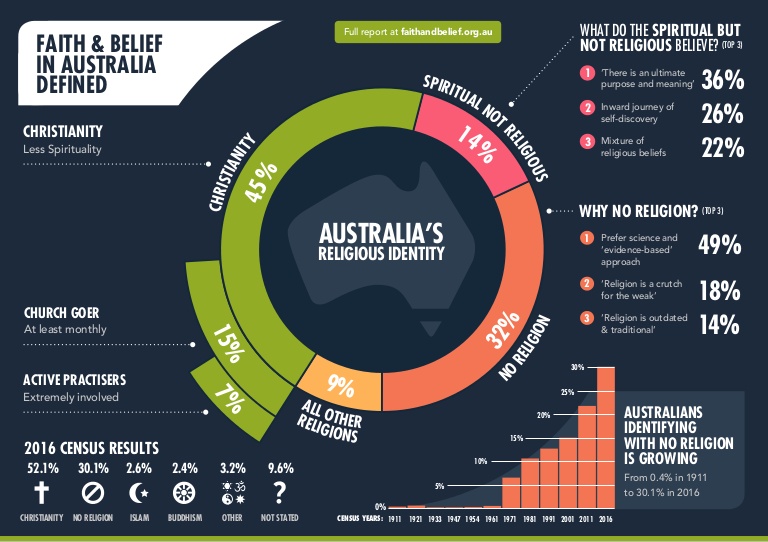 FAITH & BELIEF
IN AUSTRALIA
DEFINED
Full report at faithandbelief.org.au
CHRISTIANITY
Less Spirituality
CHURCH GOER
At least monthly
ACTIVE PRACTISERS
Extremely involved
AUSTRALIA'S
RELIGIOUS IDENTITY
CHRISTIANITY
45%
15%
7%
SPIRITUAL NOT RELIGIOUS
14%
NO RELIGION
32%
9%
ALL OTHER
RELIGIONS
WHAT DO THE SPIRITUAL BUT
NOT RELIGIOUS BELIEVE? (TOP 3)
1 'There is an ultimate
purpose and meaning' 36%
2 Inward journey of
self-discovery 26%
3 Mixture of
religious beliefs 22%
WHY NO RELIGION? (TOP 3)
1 Prefer science and
'evidence-based'
approach 49%
2 'Religion is a crutch
for the weak' 18%
3 'Religion is outdated
& traditional' 14%
2016 CENSUS RESULTS
52.1% 30.1% 2.6% 2.4% 3.2% 9.6%
?
CHRISTIANITY NO RELIGION ISLAM BUDDHISM OTHER NOT STATED
30%
25%
20%
15%
10%
5%
0%
CENSUS YEARS: 1911 1921 1933 1947 1954 1961 1971 1981 1991 2001 2011 2016
AUSTRALIANS
IDENTIFYING
WITH NO RELIGION
IS GROWING
From 0.4% in 1911
to 30.1% in 2016